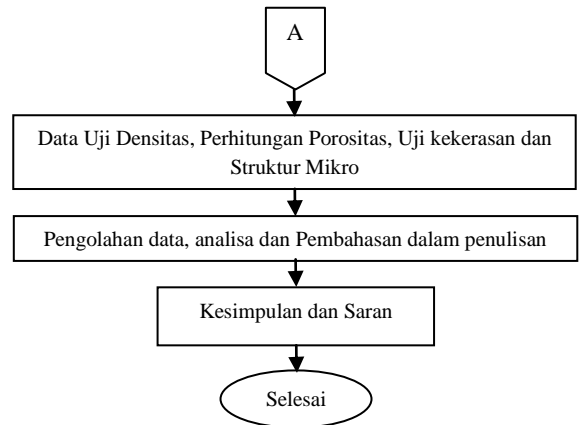 A
Data Uji Densitas, Perhitungan Porositas, Uji kekerasan dan
Struktur Mikro
Pengolahan data, analisa dan Pembahasan dalam penulisan
Kesimpulan dan Saran
Selesai